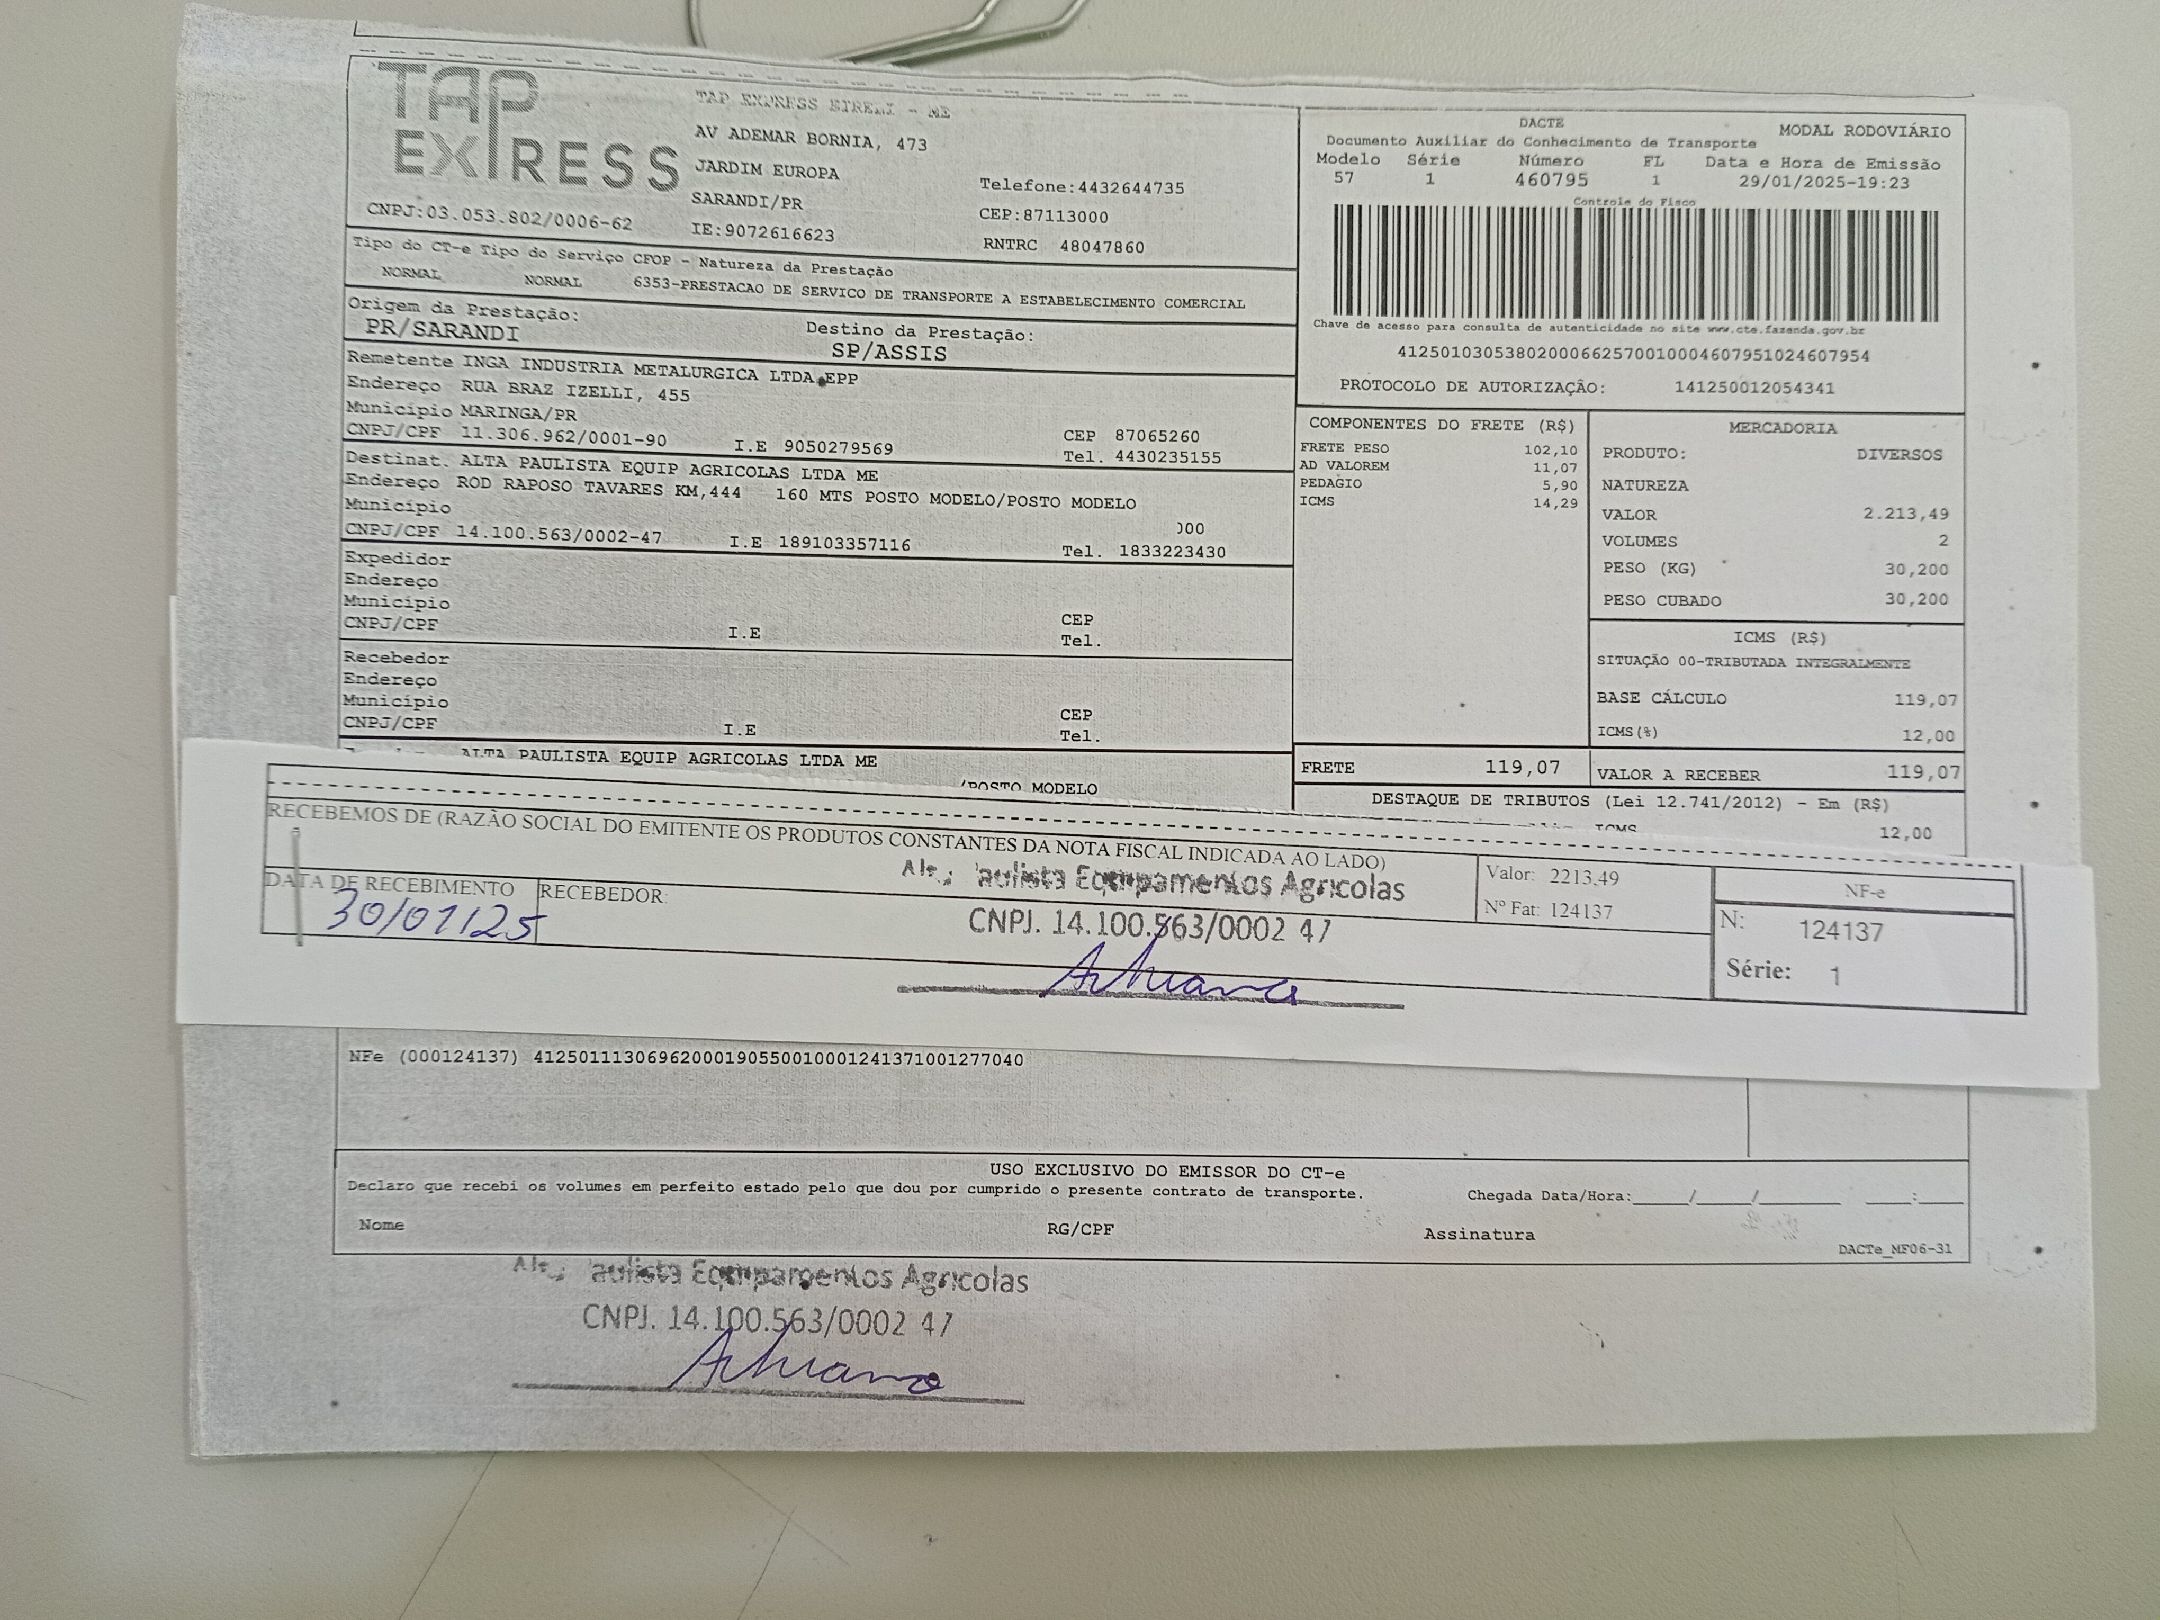 TAP EXPRESS
TAP EXPRESS EIRELI - ME
AV ADEMAR BORNIA, 473
JARDIM EUROPA
SARANDI/PR
CNPJ:03.053.802/0006-62
IE:9072616623
Telefone:4432644735
CEP:87113000
RNTRC 48047860
DACTE
MODAL RODOVIÁRIO
Documento Auxiliar do Conhecimento de Transporte
Modelo Série Número FL Data e Hora de Emissão
57 1 460795 1 29/01/2025-19:23
Controle do Fisco
Chave de acesso para consulta de autenticidade no site www.cte.fazenda.gov.br
41250103053802000662570010004607951024607954
PROTOCOLO DE AUTORIZAÇÃO: 141250012054341
Tipo do CT-e Tipo do Serviço CFOP - Natureza da Prestação
NORMAL NORMAL 6353-PRESTACAO DE SERVICO DE TRANSPORTE A ESTABELECIMENTO COMERCIAL
Origem da Prestação: Destino da Prestação:
PR/SARANDI SP/ASSIS
Remetente INGA INDUSTRIA METALURGICA LTDA EPP
Endereço RUA BRAZ IZELLI, 455
Município MARINGA/PR CEP 87065260
CNPJ/CPF 11.306.962/0001-90 I.E 9050279569 Tel. 4430235155
Destinat. ALTA PAULISTA EQUIP AGRICOLAS LTDA ME
Endereço ROD RAPOSO TAVARES KM,444 160 MTS POSTO MODELO/POSTO MODELO
Município 000
CNPJ/CPF 14.100.563/0002-47 I.E 189103357116 Tel. 1833223430
Expedidor
Endereço
Município CEP
CNPJ/CPF I.E Tel.
Recebedor
Endereço
Município CEP
CNPJ/CPF I.E Tel.
ALTA PAULISTA EQUIP AGRICOLAS LTDA ME
/POSTO MODELO
COMPONENTES DO FRETE (R$)
FRETE PESO 102,10
AD VALOREM 11,07
PEDAGIO 5,90
ICMS 14,29
FRETE 119,07
MERCADORIA
PRODUTO: DIVERSOS
NATUREZA
VALOR 2.213,49
VOLUMES 2
PESO (KG) 30,200
PESO CUBADO 30,200
ICMS (R$)
SITUAÇÃO 00-TRIBUTADA INTEGRALMENTE
BASE CÁLCULO 119,07
ICMS(%) 12,00
VALOR A RECEBER 119,07
DESTAQUE DE TRIBUTOS (Lei 12.741/2012) - Em (R$)
ICMS 12,00
RECEBEMOS DE (RAZÃO SOCIAL DO EMITENTE OS PRODUTOS CONSTANTES DA NOTA FISCAL INDICADA AO LADO)
DATA DE RECEBIMENTO RECEBEDOR:
30/01/25
Equipamentos Agricolas
CNPJ. 14.100.563/0002 47
Adriana
Valor: 2213.49
Nº Fat: 124137
NF-e
N: 124137
Série: 1
NFe (000124137) 41250111306962000190550010001241371001277040
USO EXCLUSIVO DO EMISSOR DO CT-e
Declaro que recebi os volumes em perfeito estado pelo que dou por cumprido o presente contrato de transporte.
Chegada Data/Hora:____/____/______ ___:____
Nome RG/CPF Assinatura
DACTe_MF06-31
Equipamentos Agricolas
CNPJ. 14.100.563/0002 47
Adriana